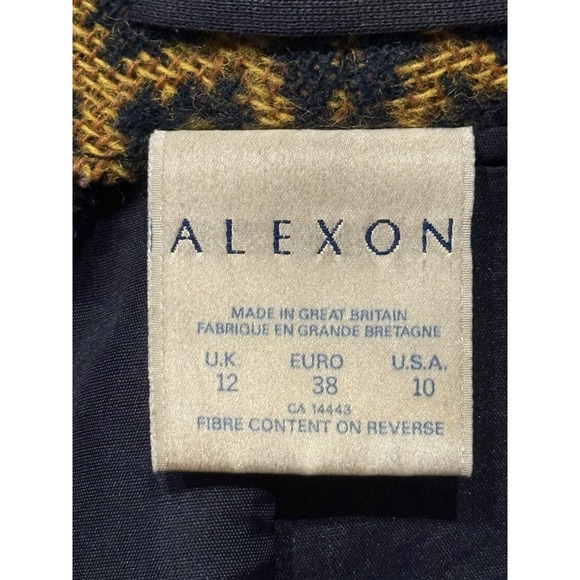 ALEXON
MADE IN GREAT BRITAIN
FABRIQUE EN GRANDE BRETAGNE
U.K. EURO U.S.A.
12 38 10
CA 14443
FIBRE CONTENT ON REVERSE